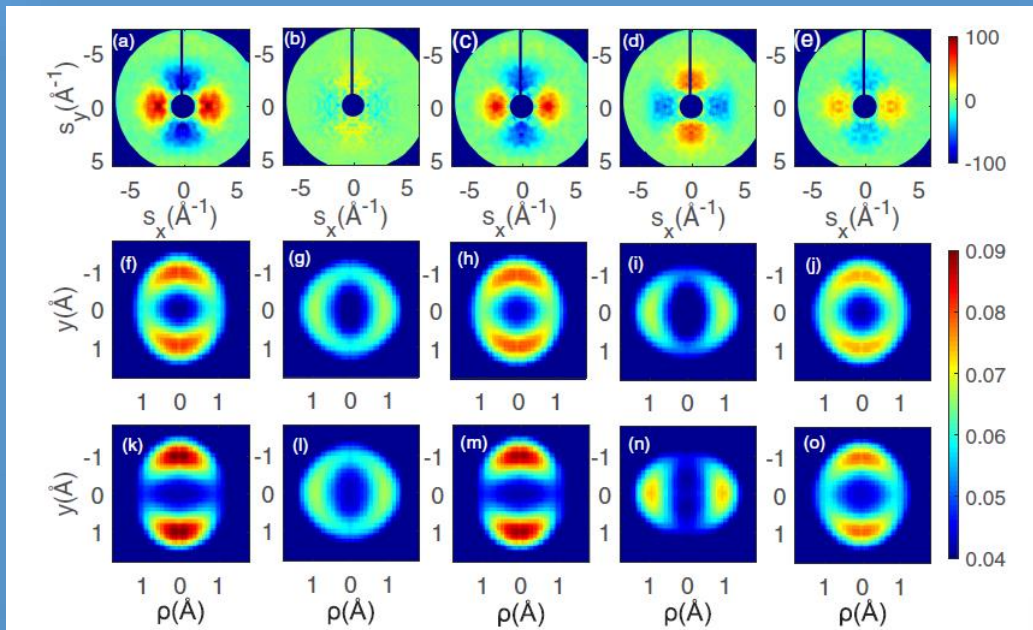 (a) (b) (c) (d) (e)
-5 -5 -5 -5 -5 100
s_y(Å⁻¹) 0 0 0 0 0 0
5 5 5 5 5 -100
-5 0 5 -5 0 5 -5 0 5 -5 0 5 -5 0 5
s_x(Å⁻¹) s_x(Å⁻¹) s_x(Å⁻¹) s_x(Å⁻¹) s_x(Å⁻¹)
(f) (g) (h) (i) (j) 0.09
-1 -1 -1 -1 -1
y(Å) 0 0 0 0 0 0.08
1 1 1 1 1
1 0 1 1 0 1 1 0 1 1 0 1 1 0 1 0.07
(k) (l) (m) (n) (o)
-1 -1 -1 -1 -1 0.06
y(Å) 0 0 0 0 0
1 1 1 1 1 0.05
0.04
1 0 1 1 0 1 1 0 1 1 0 1 1 0 1
ρ(Å) ρ(Å) ρ(Å) ρ(Å) ρ(Å)